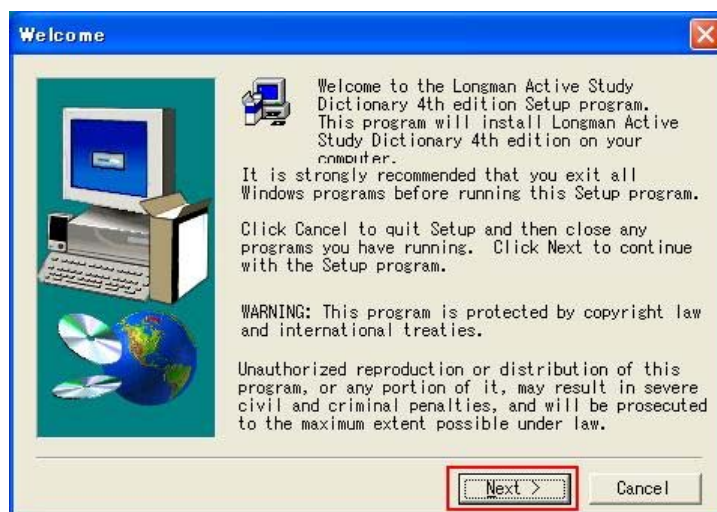 Welcome
Welcome to the Longman Active Study
Dictionary 4th edition Setup program.
This program will install Longman Active
Study Dictionary 4th edition on your
computer.
It is strongly recommended that you exit all
Windows programs before running this Setup program.
Click Cancel to quit Setup and then close any
programs you have running.  Click Next to continue
with the Setup program.
WARNING: This program is protected by copyright law
and international treaties.
Unauthorized reproduction or distribution of this
program, or any portion of it, may result in severe
civil and criminal penalties, and will be prosecuted
to the maximum extent possible under law.
Next >
Cancel